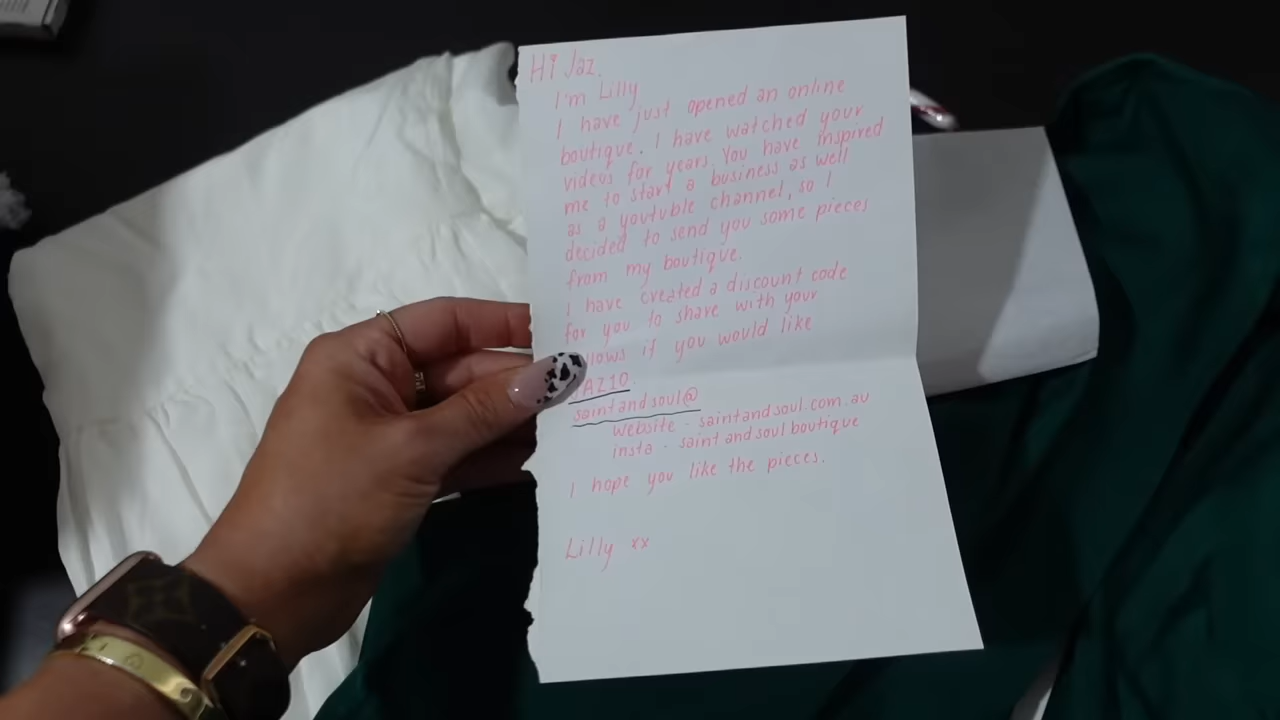 Hi Jaz,
I'm Lilly
I have just opened an online
boutique. I have watched your
videos for years. You have inspired
me to start a business as well
as a youtuble channel, so I
decided to send you some pieces
from my boutique.
I have created a discount code
for you to share with your
if you would like
saintandsoul@
website - saintandsoul.com.au
insta - saint and soul boutique
I hope you like the pieces.
Lilly xx